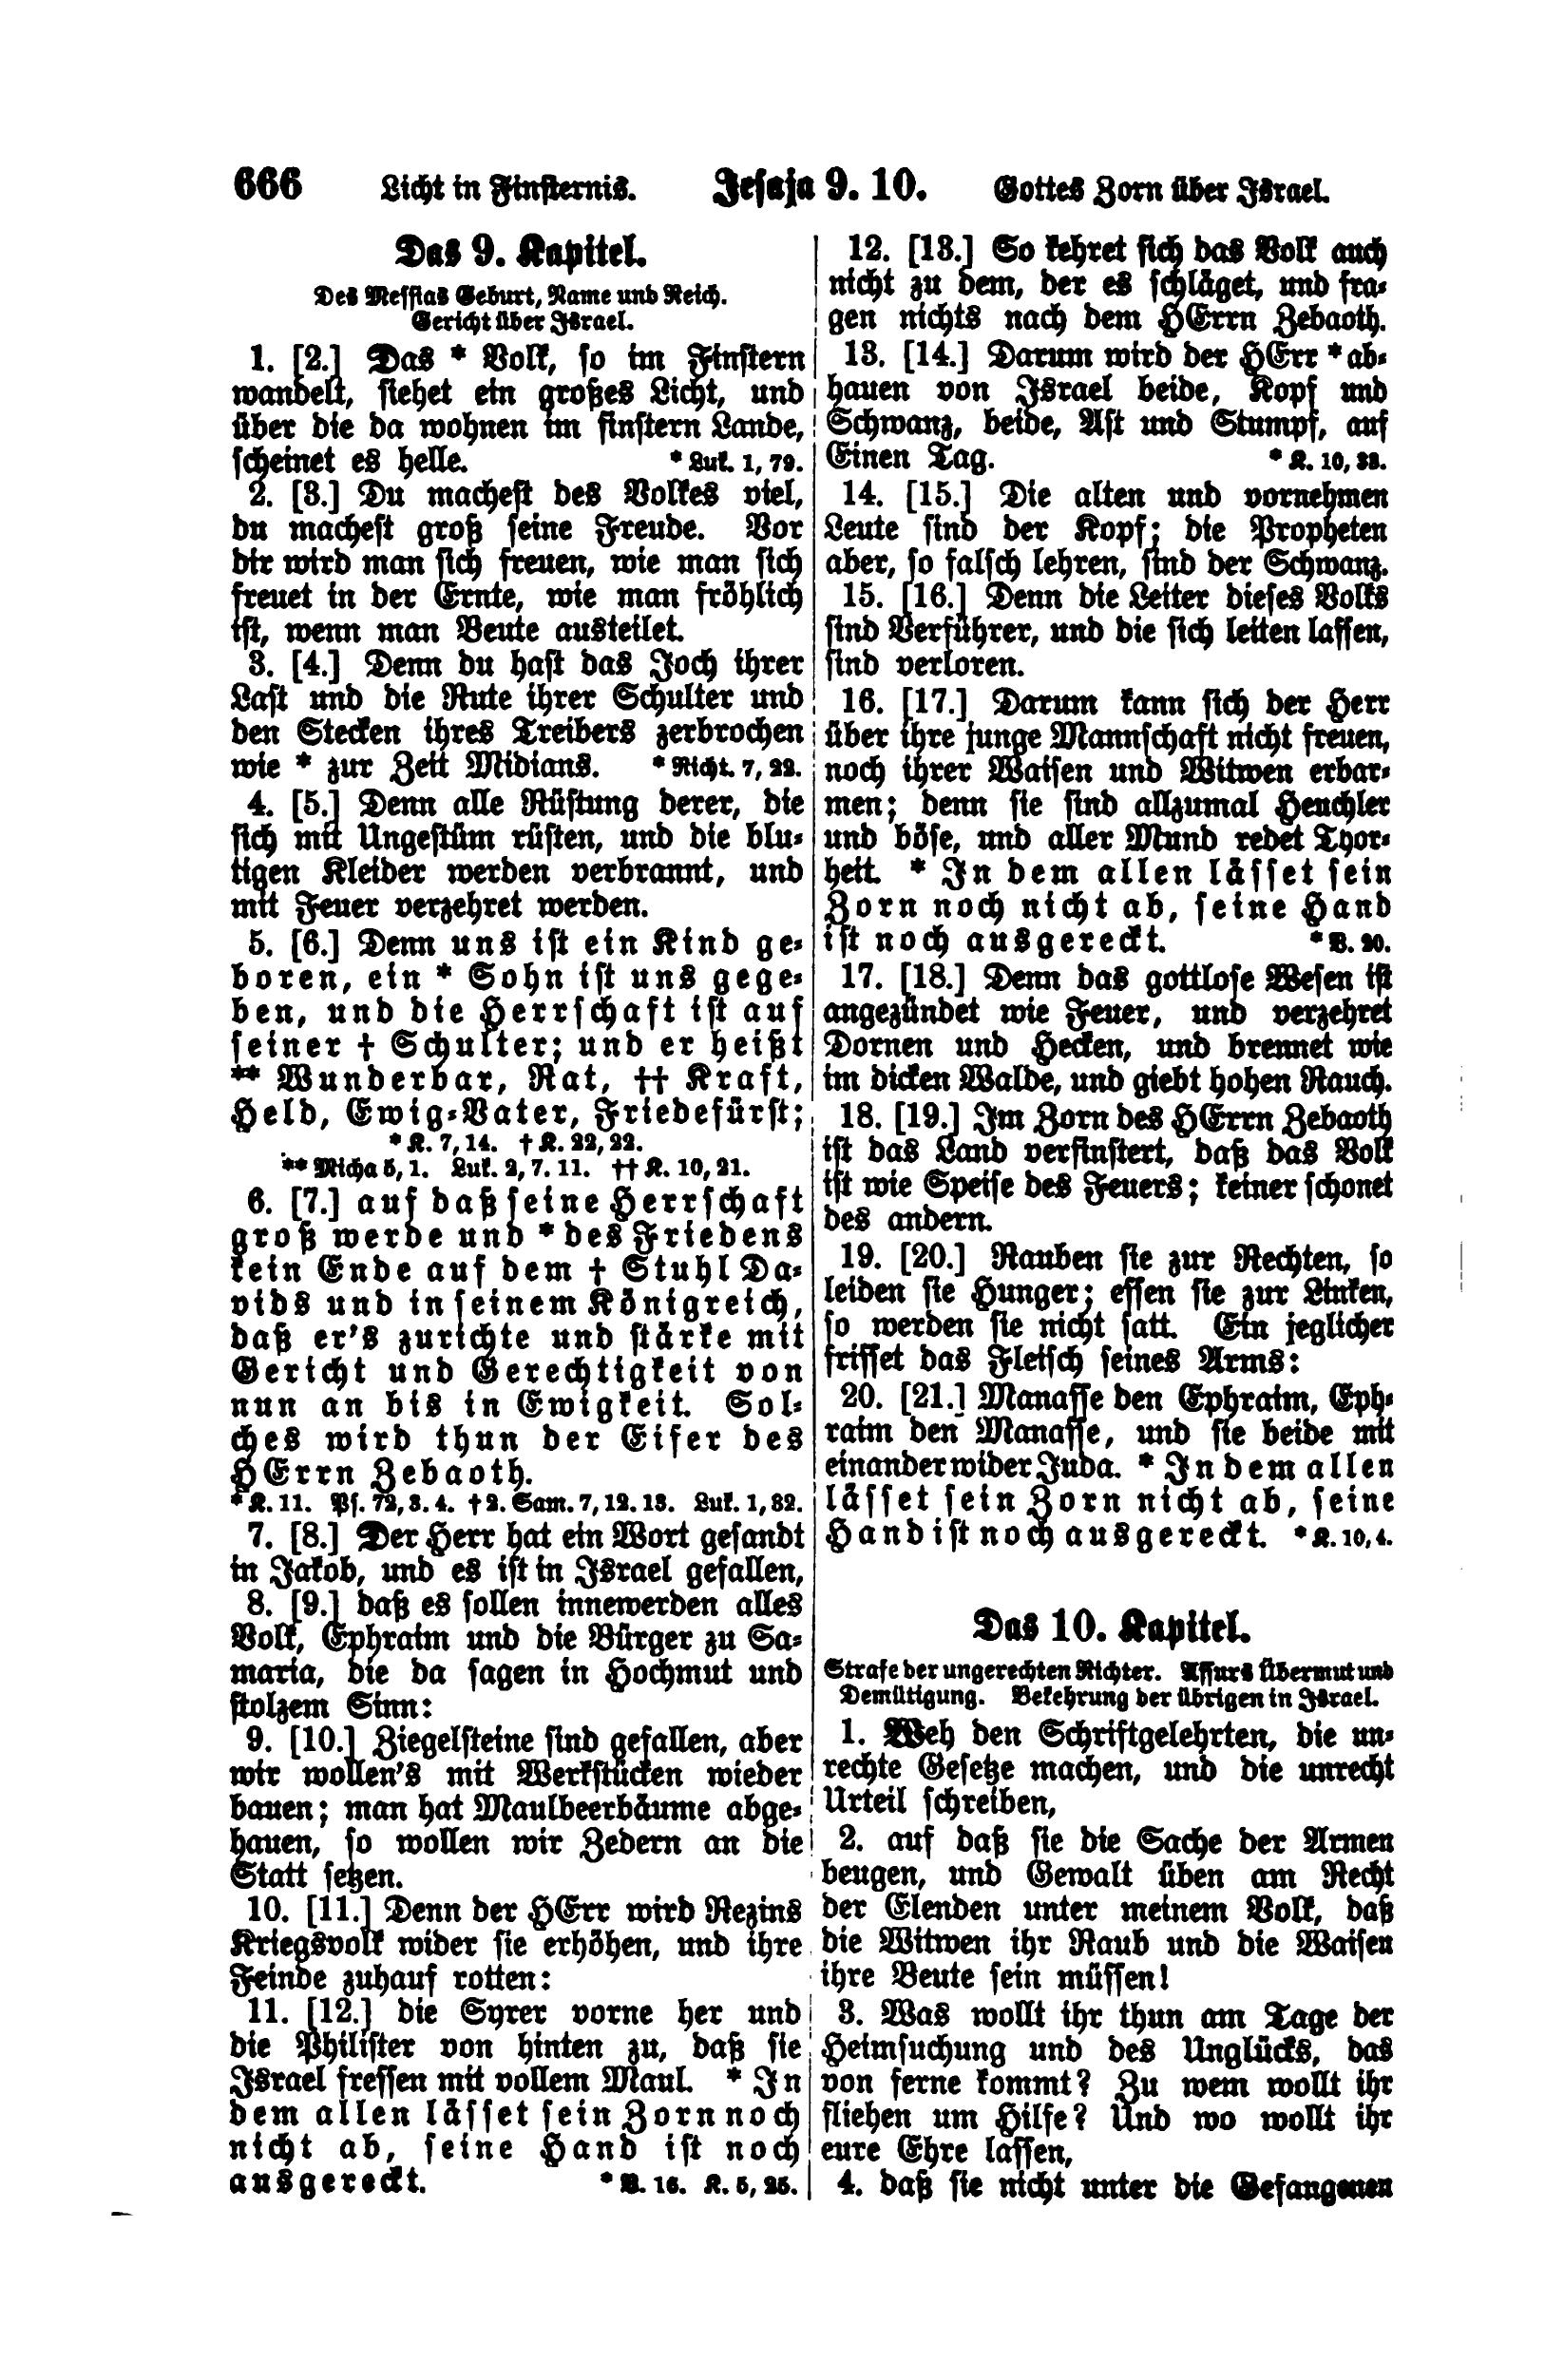 666 Licht in Finsternis. Jesaja 9. 10. Gottes Zorn über Israel.
Das 9. Kapitel.
Des Messias Geburt, Name und Reich.
Gericht über Israel.
1. [2.] Das * Volk, so im Finstern
wandelt, siehet ein großes Licht, und
über die da wohnen im finstern Lande,
scheinet es helle. * Luk. 1, 79.
2. [3.] Du machest des Volkes viel,
du machest groß seine Freude. Vor
dir wird man sich freuen, wie man sich
freuet in der Ernte, wie man fröhlich
ist, wenn man Beute austeilet.
3. [4.] Denn du hast das Joch ihrer
Last und die Rute ihrer Schulter und
den Stecken ihres Treibers zerbrochen
wie * zur Zeit Midians. * Richt. 7, 22.
4. [5.] Denn alle Rüstung derer, die
sich mit Ungestüm rüsten, und die blu-
tigen Kleider werden verbrannt, und
mit Feuer verzehret werden.
5. [6.] Denn uns ist ein Kind ge-
boren, ein * Sohn ist uns gege-
ben, und die Herrschaft ist auf
seiner † Schulter; und er heißt
** Wunderbar, Rat, †† Kraft,
Held, Ewig-Vater, Friedefürst;
* K. 7, 14. † K. 22, 22.
** Micha 5, 1. Luk. 2, 7. 11. †† K. 10, 21.
6. [7.] auf daß seine Herrschaft
groß werde und * des Friedens
kein Ende auf dem † Stuhl Da-
vids und in seinem Königreich,
daß er's zurichte und stärke mit
Gericht und Gerechtigkeit von
nun an bis in Ewigkeit. Sol-
ches wird thun der Eifer des
HErrn Zebaoth.
* K. 11. Ps. 72, 3. 4. † 2. Sam. 7, 12. 13. Luk. 1, 32.
7. [8.] Der Herr hat ein Wort gesandt
in Jakob, und es ist in Israel gefallen,
8. [9.] daß es sollen innewerden alles
Volk, Ephraim und die Bürger zu Sa-
maria, die da sagen in Hochmut und
stolzem Sinn:
9. [10.] Ziegelsteine sind gefallen, aber
wir wollen's mit Werkstücken wieder
bauen; man hat Maulbeerbäume abge-
hauen, so wollen wir Zedern an die
Statt setzen.
10. [11.] Denn der HErr wird Rezins
Kriegsvolk wider sie erhöhen, und ihre
Feinde zuhauf rotten:
11. [12.] die Syrer vorne her und
die Philister von hinten zu, daß sie
Israel fressen mit vollem Maul. * In
dem allen lässet sein Zorn noch
nicht ab, seine Hand ist noch
ausgereckt. * V. 16. K. 5, 25.
12. [13.] So kehret sich das Volk auch
nicht zu dem, der es schläget, und fra-
gen nichts nach dem HErrn Zebaoth.
13. [14.] Darum wird der HErr * ab-
hauen von Israel beide, Kopf und
Schwanz, beide, Ast und Stumpf, auf
Einen Tag. * K. 10, 33.
14. [15.] Die alten und vornehmen
Leute sind der Kopf; die Propheten
aber, so falsch lehren, sind der Schwanz.
15. [16.] Denn die Leiter dieses Volks
sind Verführer, und die sich leiten lassen,
sind verloren.
16. [17.] Darum kann sich der Herr
über ihre junge Mannschaft nicht freuen,
noch ihrer Waisen und Witwen erbar-
men; denn sie sind allzumal Heuchler
und böse, und aller Mund redet Thor-
heit. * In dem allen lässet sein
Zorn noch nicht ab, seine Hand
ist noch ausgereckt. * V. 20.
17. [18.] Denn das gottlose Wesen ist
angezündet wie Feuer, und verzehret
Dornen und Hecken, und brennet wie
im dicken Walde, und giebt hohen Rauch.
18. [19.] Im Zorn des HErrn Zebaoth
ist das Land verfinstert, daß das Volk
ist wie Speise des Feuers; keiner schonet
des andern.
19. [20.] Rauben sie zur Rechten, so
leiden sie Hunger; essen sie zur Linken,
so werden sie nicht satt. Ein jeglicher
frisset das Fleisch seines Arms:
20. [21.] Manasse den Ephraim, Eph-
raim den Manasse, und sie beide mit
einander wider Juda. * In dem allen
lässet sein Zorn nicht ab, seine
Hand ist noch ausgereckt. * K. 10, 4.
Das 10. Kapitel.
Strafe der ungerechten Richter. Assurs Übermut und
Demütigung. Bekehrung der übrigen in Israel.
1. Weh den Schriftgelehrten, die un-
rechte Gesetze machen, und die unrecht
Urteil schreiben,
2. auf daß sie die Sache der Armen
beugen, und Gewalt üben am Recht
der Elenden unter meinem Volk, daß
die Witwen ihr Raub und die Waisen
ihre Beute sein müssen!
3. Was wollt ihr thun am Tage der
Heimsuchung und des Unglücks, das
von ferne kommt? Zu wem wollt ihr
fliehen um Hilfe? Und wo wollt ihr
eure Ehre lassen,
4. daß sie nicht unter die Gefangenen